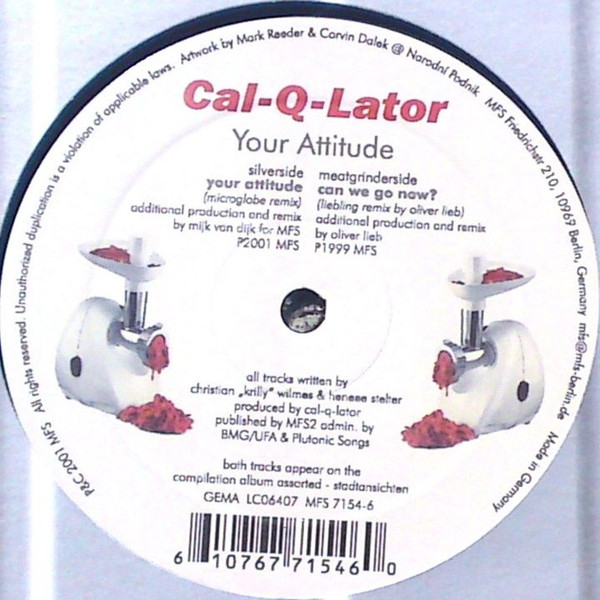 P&C 2001 MFS. All rights reserved. Unauthorized duplication is a violation of applicable laws. Artwork by Mark Reeder & Corvin Dalek @ Narodni Podnik MFS Friedrichstr 210, 10969 Berlin, Germany mfs@mfs-berlin.de Made in Germany
Cal-Q-Lator
Your Attitude
silverside
your attitude
(microglobe remix)
additional production and remix
by mijk van dijk for MFS
P2001 MFS
meatgrinderside
can we go now?
(liebling remix by oliver lieb)
additional production and remix
by oliver lieb
P1999 MFS
all tracks written by
christian „krilly" wilmes & henese stelter
produced by cal-q-lator
published by MFS2 admin. by
BMG/UFA & Plutonic Songs
both tracks appear on the
compilation album assorted - stadtansichten
GEMA LC06407 MFS 7154-6
6 10767 71546 0